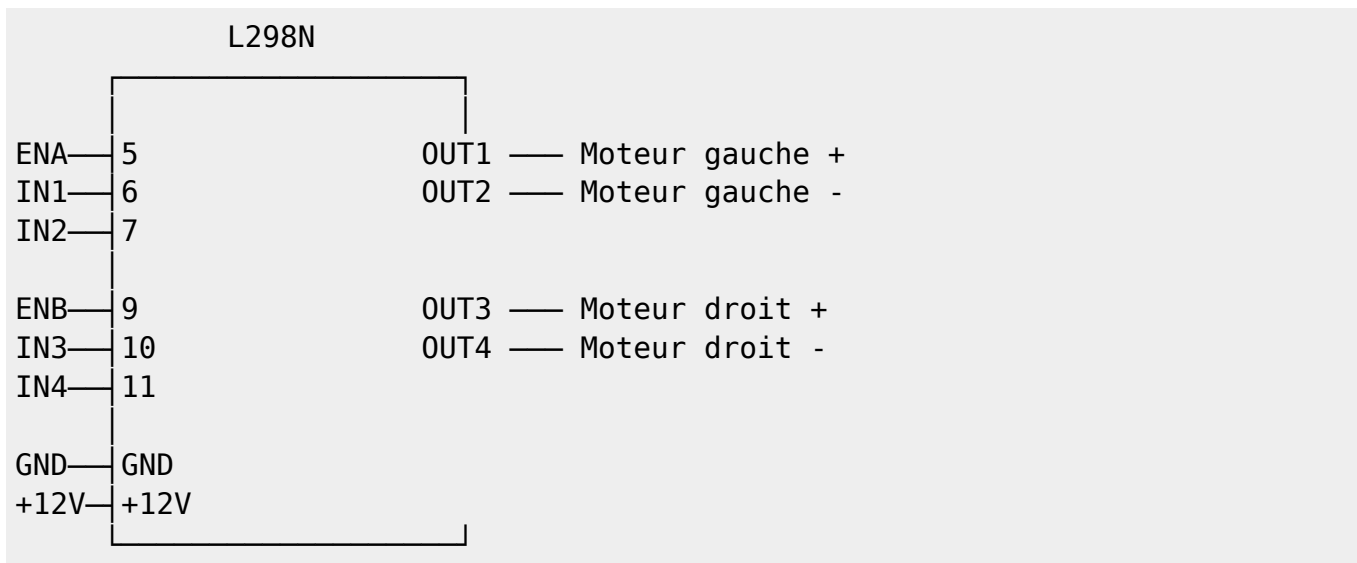 L298N
ENA 5 OUT1 —— Moteur gauche +
IN1 6 OUT2 —— Moteur gauche -
IN2 7
ENB 9 OUT3 —— Moteur droit +
IN3 10 OUT4 —— Moteur droit -
IN4 11
GND GND
+12V +12V